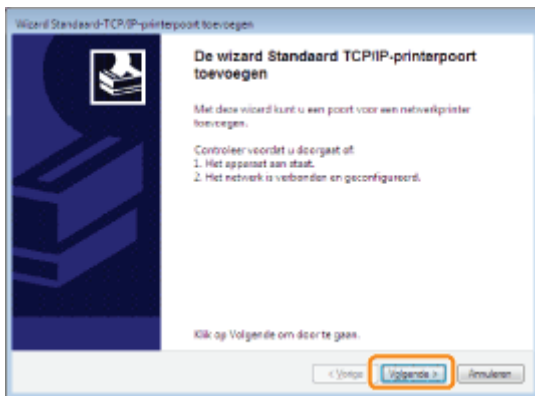 Wizard Standaard-TCP/IP-printerpoort toevoegen
De wizard Standaard TCP/IP-printerpoort
toevoegen
Met deze wizard kunt u een poort voor een netwerkprinter
toevoegen.
Controleer voordat u doorgaat of:
1. Het apparaat aan staat.
2. Het netwerk is verbonden en geconfigureerd.
Klik op Volgende om door te gaan.
< Vorige
Volgende >
Annuleren